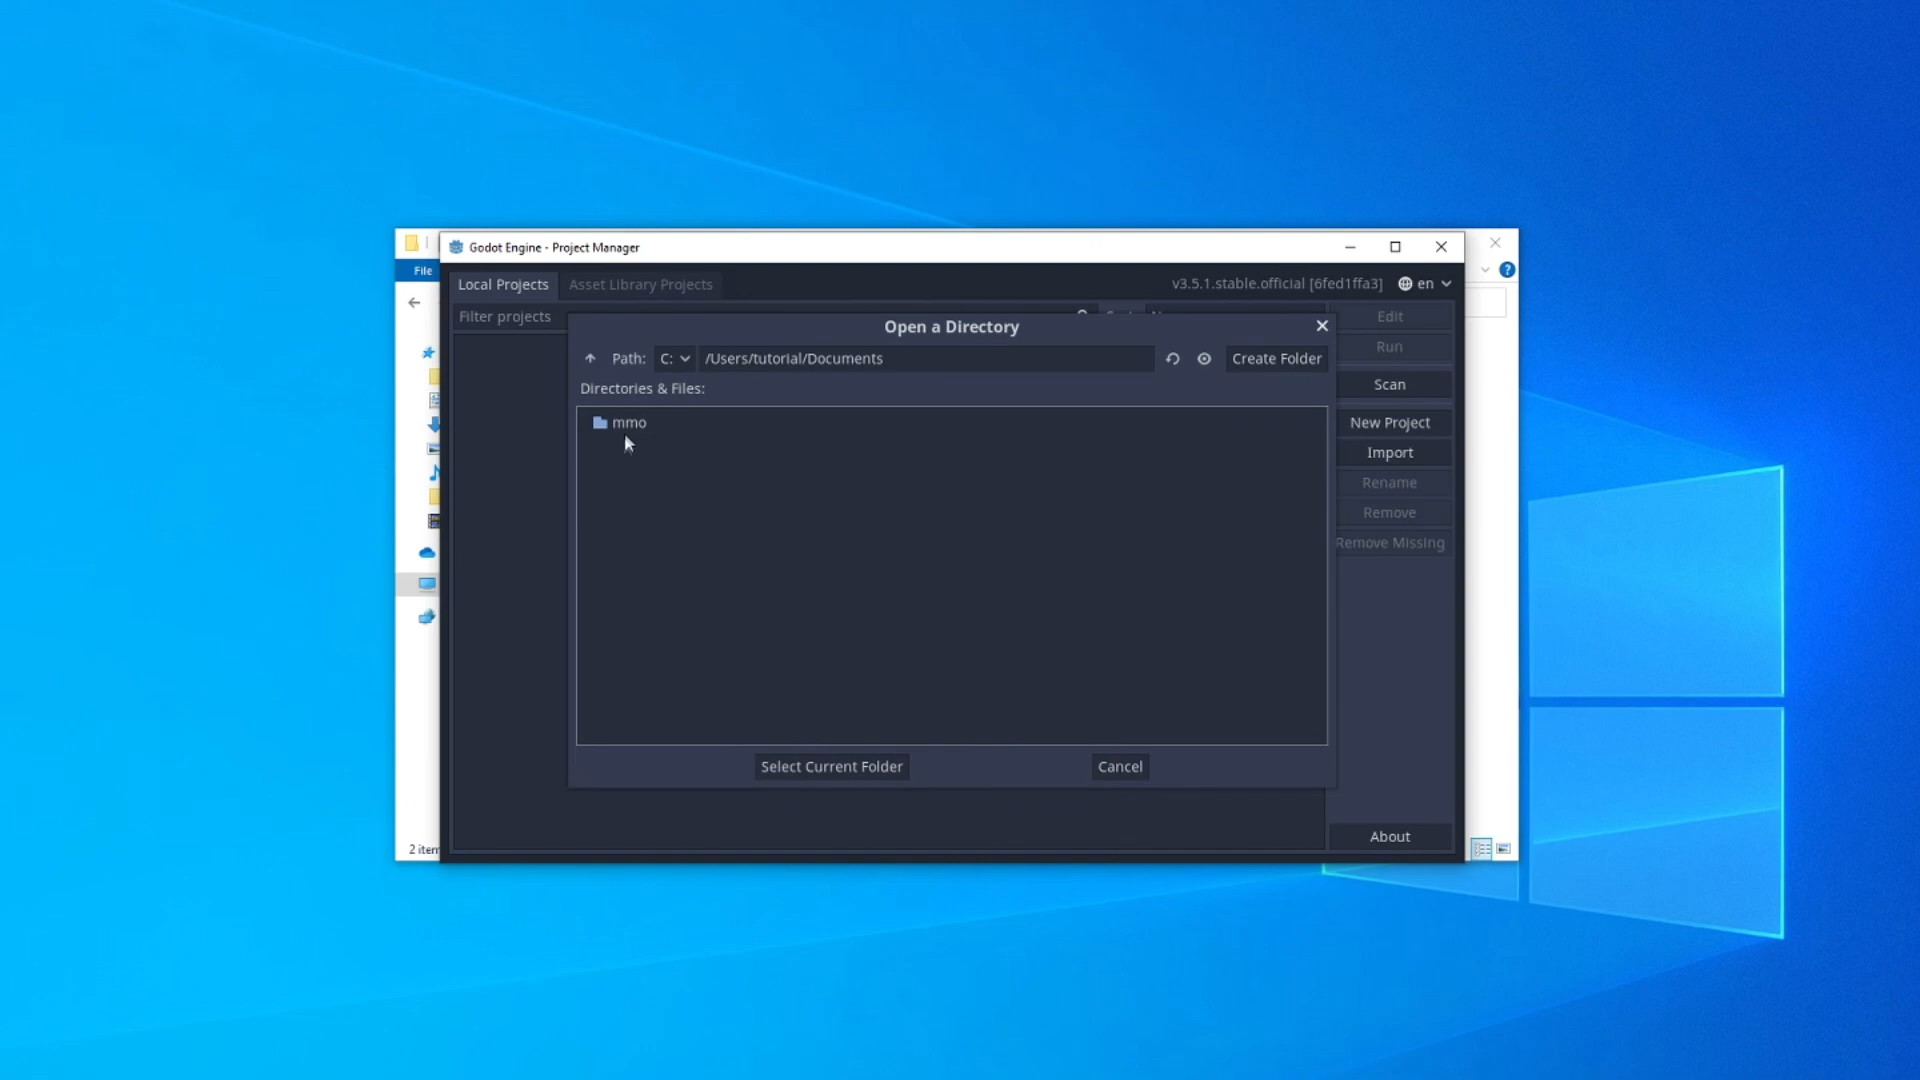 Godot Engine - Project Manager
File
Local Projects
Asset Library Projects
v3.5.1.stable.official [6fed1ffa3]
en
Filter projects
Edit
Open a Directory
Path:
C:
/Users/tutorial/Documents
Create Folder
Run
Directories & Files:
Scan
mmo
New Project
Import
Rename
Remove
Remove Missing
Select Current Folder
Cancel
About
2 item